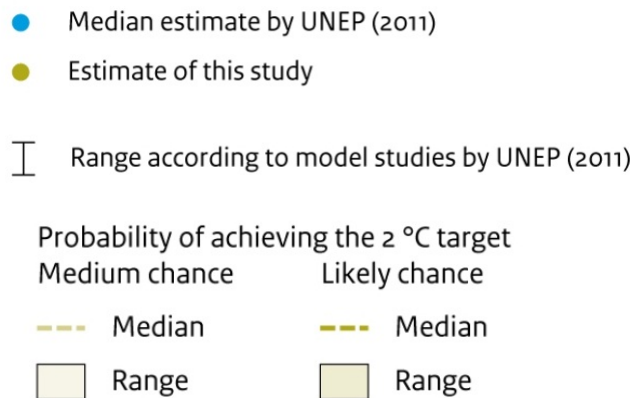 Median estimate by UNEP (2011)
Estimate of this study
Range according to model studies by UNEP (2011)
Probability of achieving the 2 °C target
Medium chance Likely chance
Median Median
Range Range